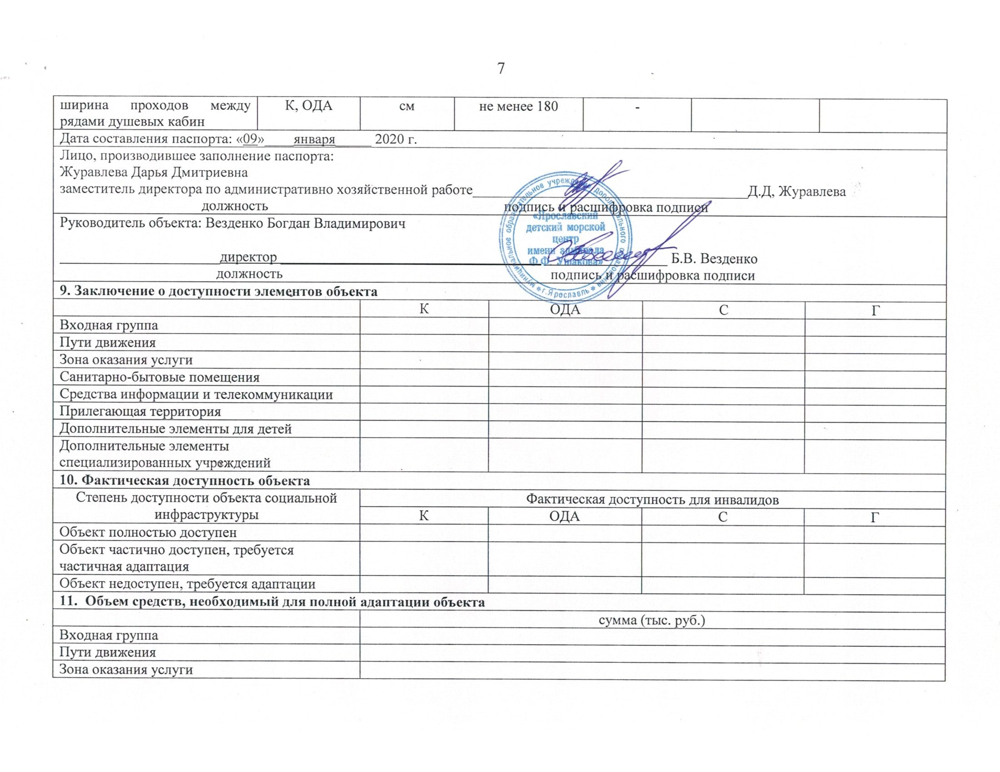 7
ширина проходов между К, ОДА см не менее 180 -
рядами душевых кабин
Дата составления паспорта: «09» января 2020 г.
Лицо, производившее заполнение паспорта:
Журавлева Дарья Дмитриевна
заместитель директора по административно хозяйственной работе Д.Д, Журавлева
должность подпись и расшифровка подписи
Руководитель объекта: Везденко Богдан Владимирович
директор Б.В. Везденко
должность подпись и расшифровка подписи
муниципальное образовательное учреждение дополнительного образования
«Ярославский
детский морской
центр
имени адмирала
Ф.Ф. Ушакова»
г.Ярославль
9. Заключение о доступности элементов объекта
К ОДА С Г
Входная группа
Пути движения
Зона оказания услуги
Санитарно-бытовые помещения
Средства информации и телекоммуникации
Прилегающая территория
Дополнительные элементы для детей
Дополнительные элементы
специализированных учреждений
10. Фактическая доступность объекта
Степень доступности объекта социальной
инфраструктуры
Фактическая доступность для инвалидов
К ОДА С Г
Объект полностью доступен
Объект частично доступен, требуется
частичная адаптация
Объект недоступен, требуется адаптации
11. Объем средств, необходимый для полной адаптации объекта
сумма (тыс. руб.)
Входная группа
Пути движения
Зона оказания услуги